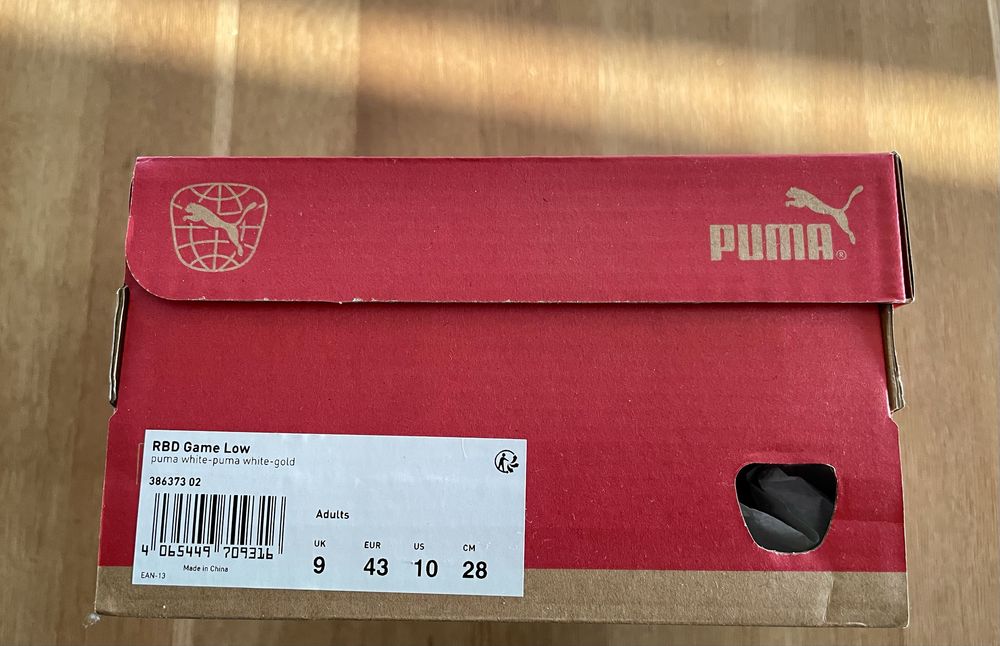 PUMA®
RBD Game Low
puma white-puma white-gold
386373 02
4 065449 709316
EAN-13
Made in China
Adults
UK EUR US CM
9 43 10 28